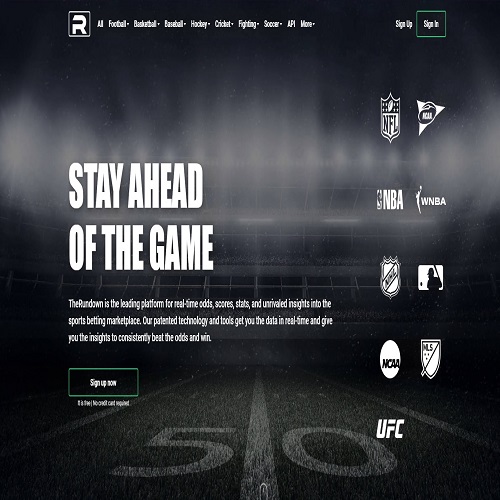 R All Football Basketball Baseball Hockey Cricket Fighting Soccer API More Sign Up Sign In
NFL NCAA
STAY AHEAD
OF THE GAME
NBA WNBA
TheRundown is the leading platform for real-time odds, scores, stats, and unrivaled insights into the
sports betting marketplace. Our patented technology and tools get you the data in real-time and give
you the insights to consistently beat the odds and win.
NCAA MLS
Sign up now
It is free | No credit card required
UFC
5 0